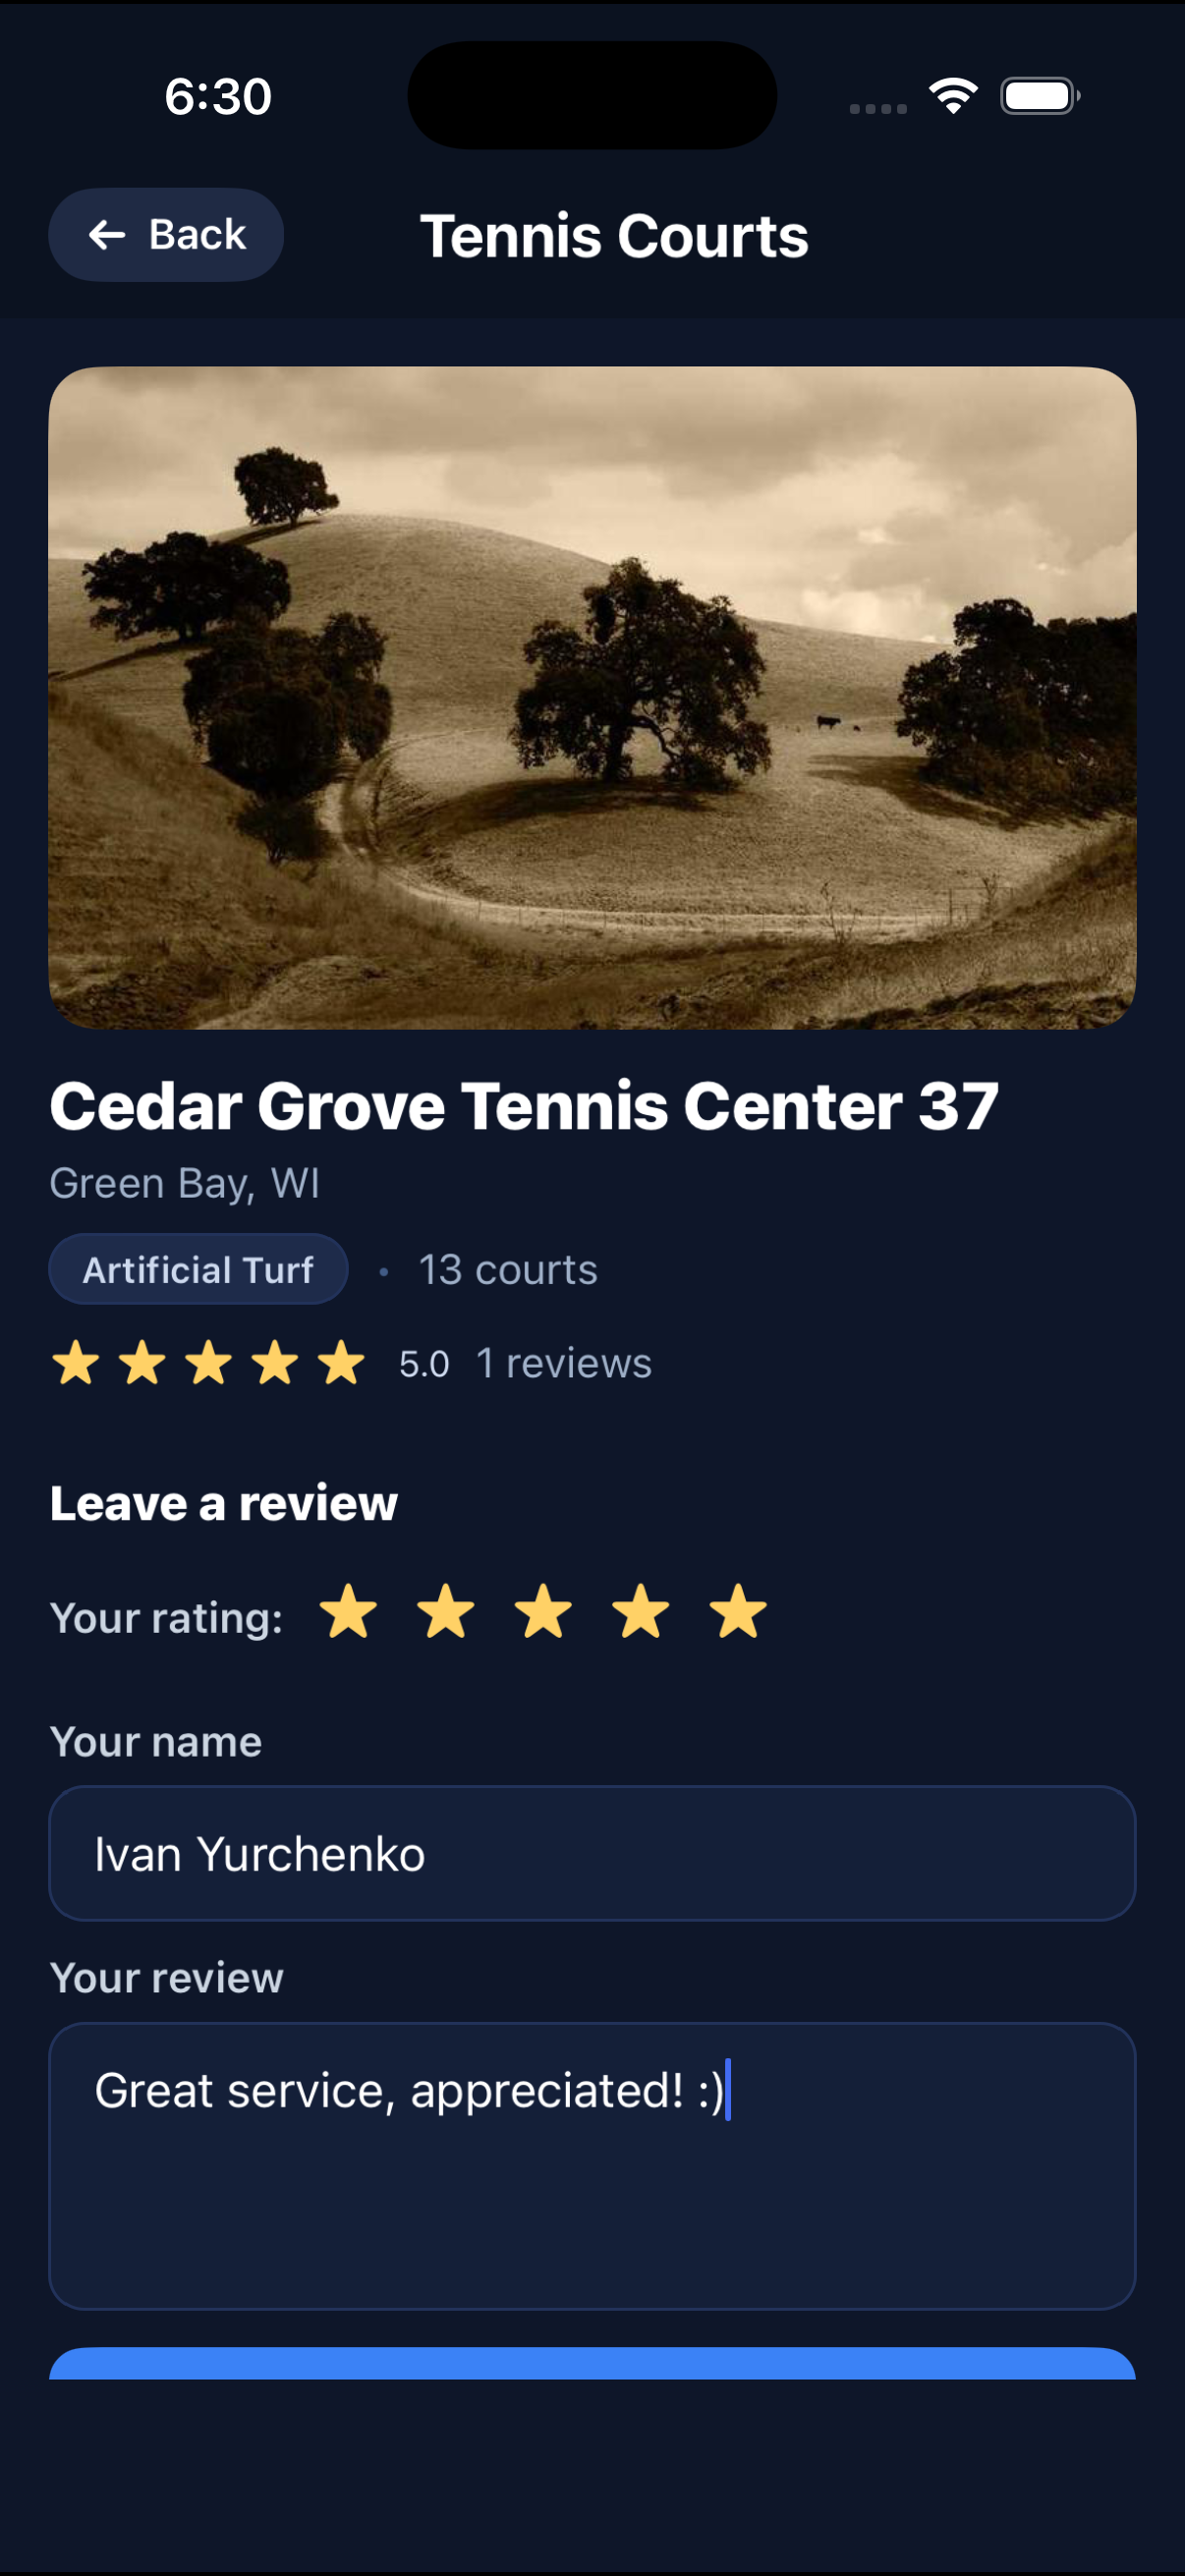 6:30
Back
Tennis Courts
Cedar Grove Tennis Center 37
Green Bay, WI
Artificial Turf • 13 courts
5.0 1 reviews
Leave a review
Your rating:
Your name
Ivan Yurchenko
Your review
Great service, appreciated! :)